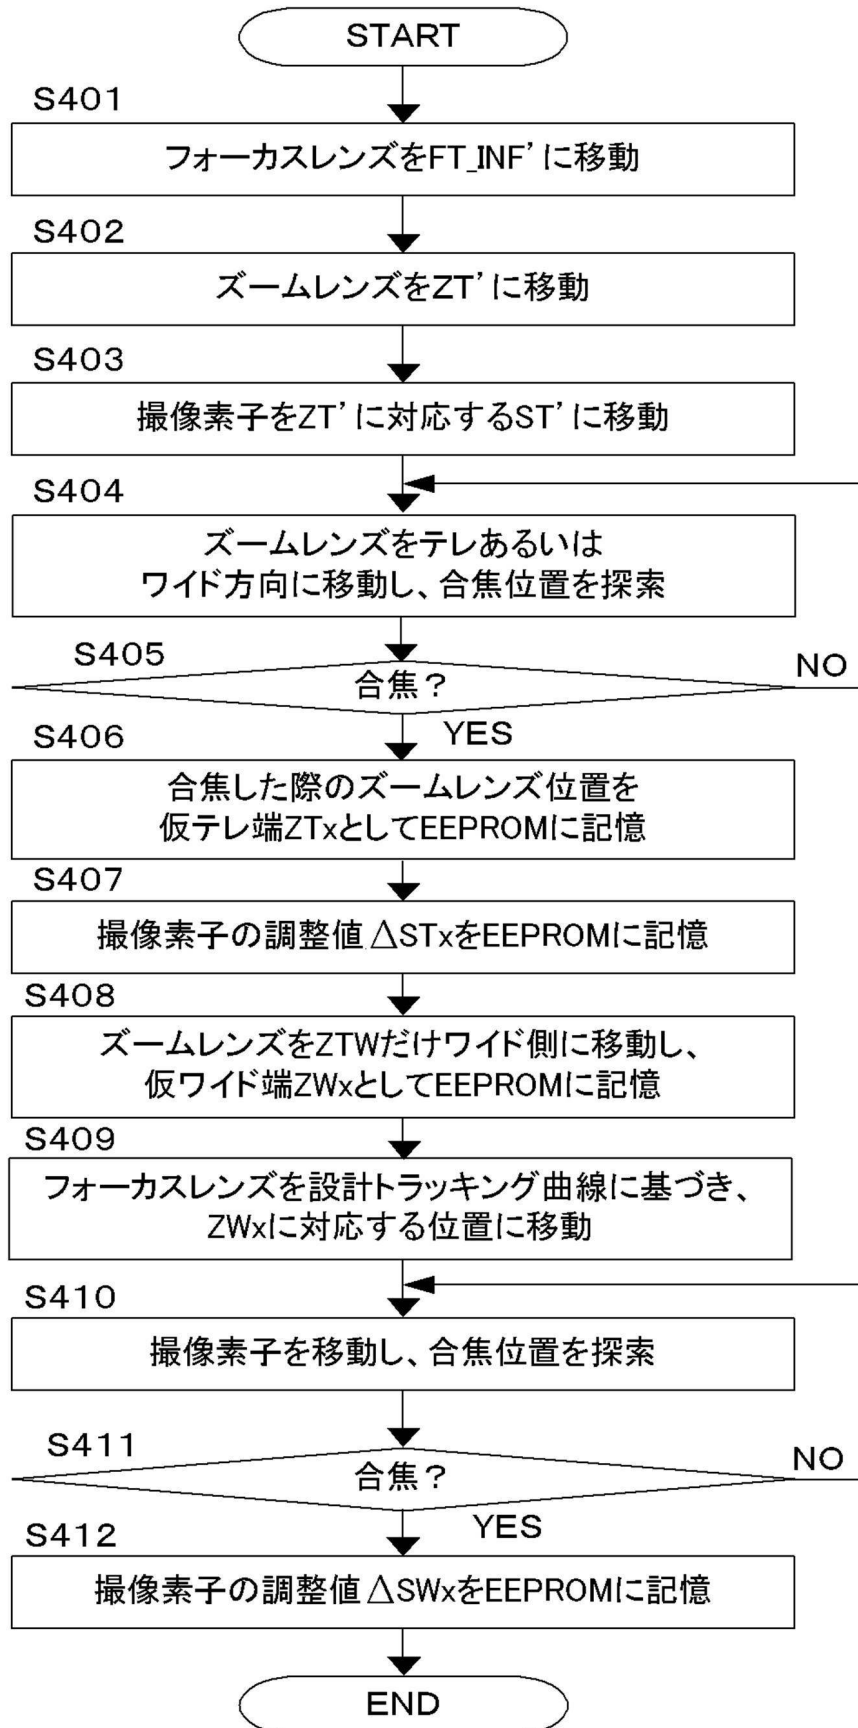 START
S401
フォーカスレンズをFT_INF’に移動
S402
ズームレンズをZT’に移動
S403
撮像素子をZT’に対応するST’に移動
S404
ズームレンズをテレあるいは
ワイド方向に移動し、合焦位置を探索
S405
合焦？
NO
YES
S406
合焦した際のズームレンズ位置を
仮テレ端ZTxとしてEEPROMに記憶
S407
撮像素子の調整値△STxをEEPROMに記憶
S408
ズームレンズをZTWだけワイド側に移動し、
仮ワイド端ZWxとしてEEPROMに記憶
S409
フォーカスレンズを設計トラッキング曲線に基づき、
ZWxに対応する位置に移動
S410
撮像素子を移動し、合焦位置を探索
S411
合焦？
NO
YES
S412
撮像素子の調整値△SWxをEEPROMに記憶
END